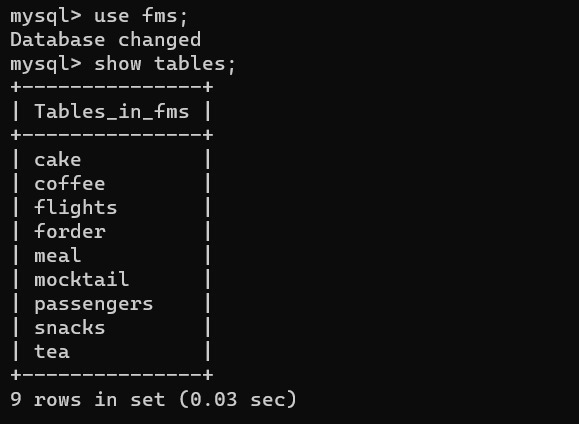 mysql> use fms;
Database changed
mysql> show tables;
+---------------+
| Tables_in_fms |
+---------------+
| cake          |
| coffee        |
| flights       |
| forder        |
| meal          |
| mocktail      |
| passengers    |
| snacks        |
| tea           |
+---------------+
9 rows in set (0.03 sec)